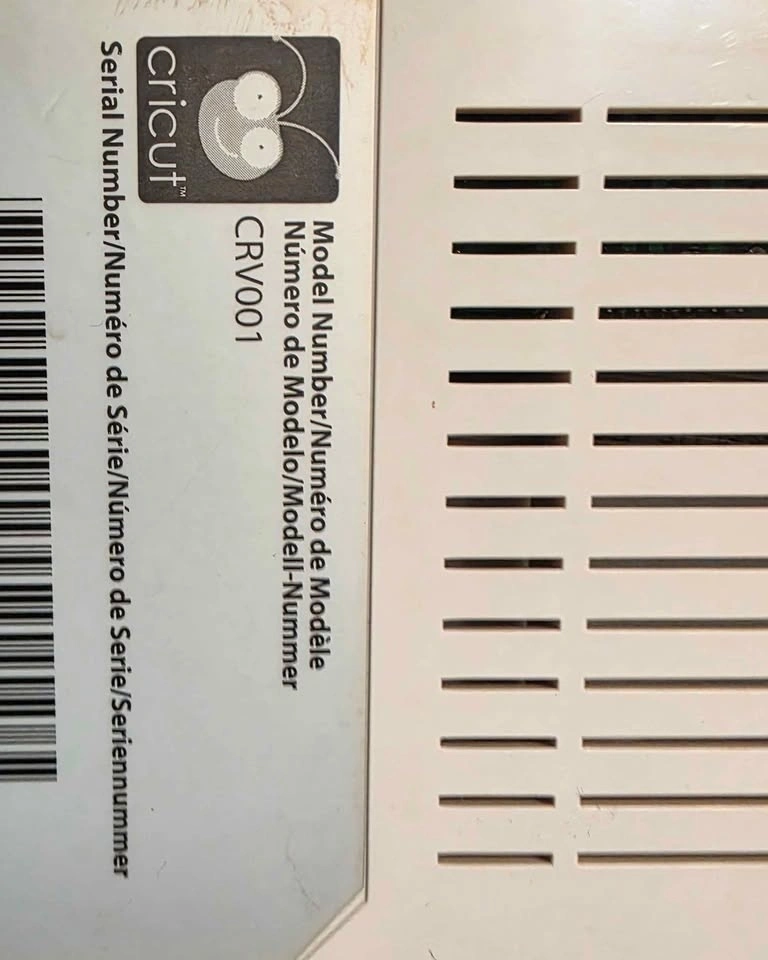 cricut™
Model Number/Numéro de Modèle
Número de Modelo/Modell-Nummer
CRV001
Serial Number/Numéro de Série/Número de Serie/Seriennummer